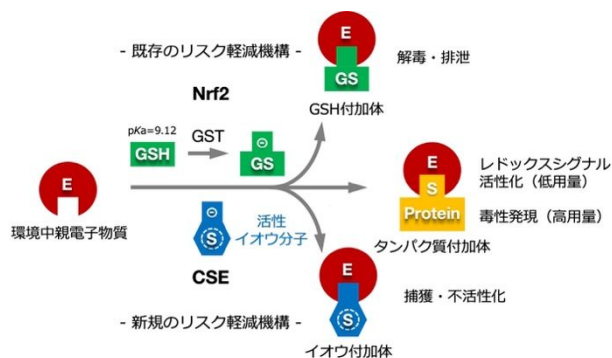 - 既存のリスク軽減機構 -
Nrf2
pKa=9.12
GST
GSH
⊖
GS
E
環境中親電子物質
⊖
S
活性
イオウ分子
CSE
- 新規のリスク軽減機構 -
E
GS
GSH付加体
解毒・排泄
E
S
Protein
タンパク質付加体
レドックスシグナル
活性化（低用量）
毒性発現（高用量）
E
S
イオウ付加体
捕獲・不活性化